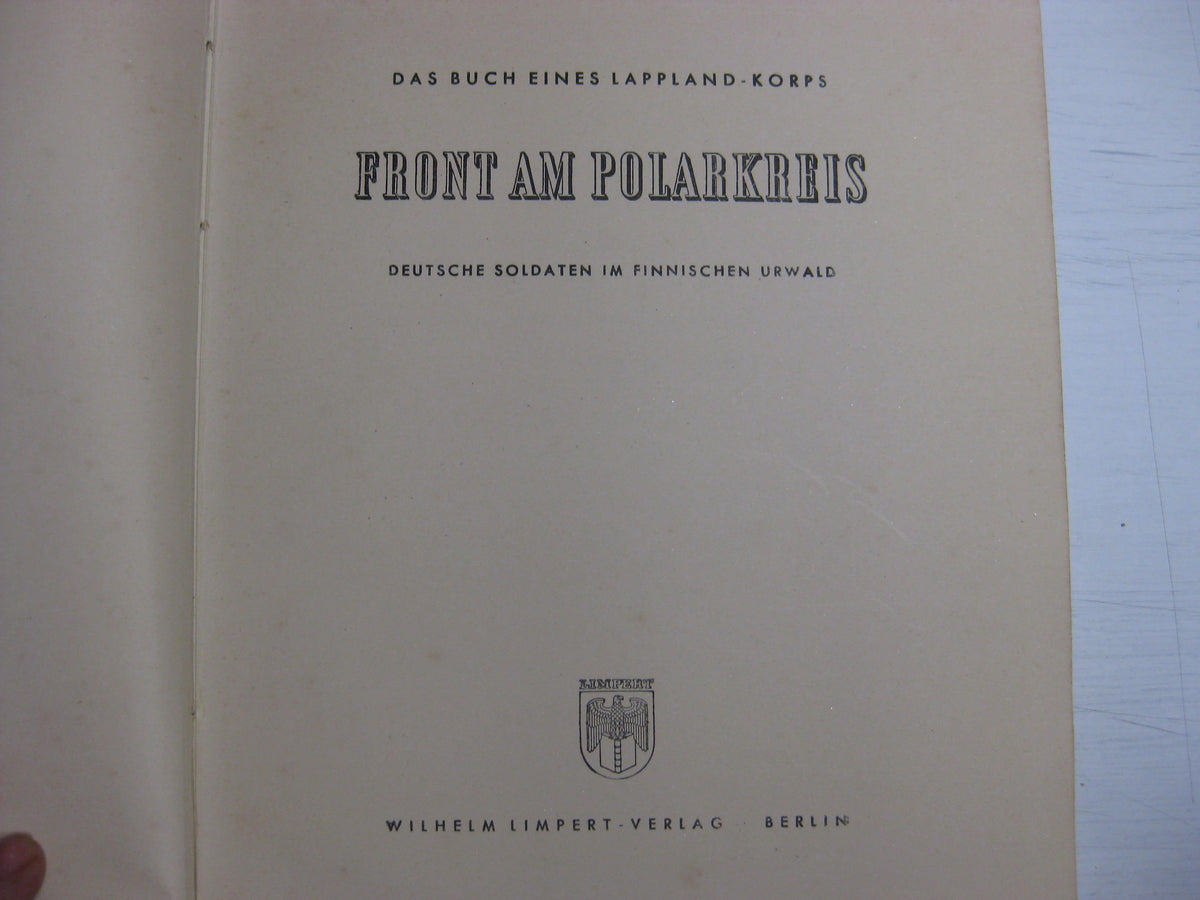 DAS BUCH EINES LAPPLAND-KORPS
FRONT AM POLARKREIS
DEUTSCHE SOLDATEN IM FINNISCHEN URWALD
LIMPERT
WILHELM LIMPERT-VERLAG · BERLIN